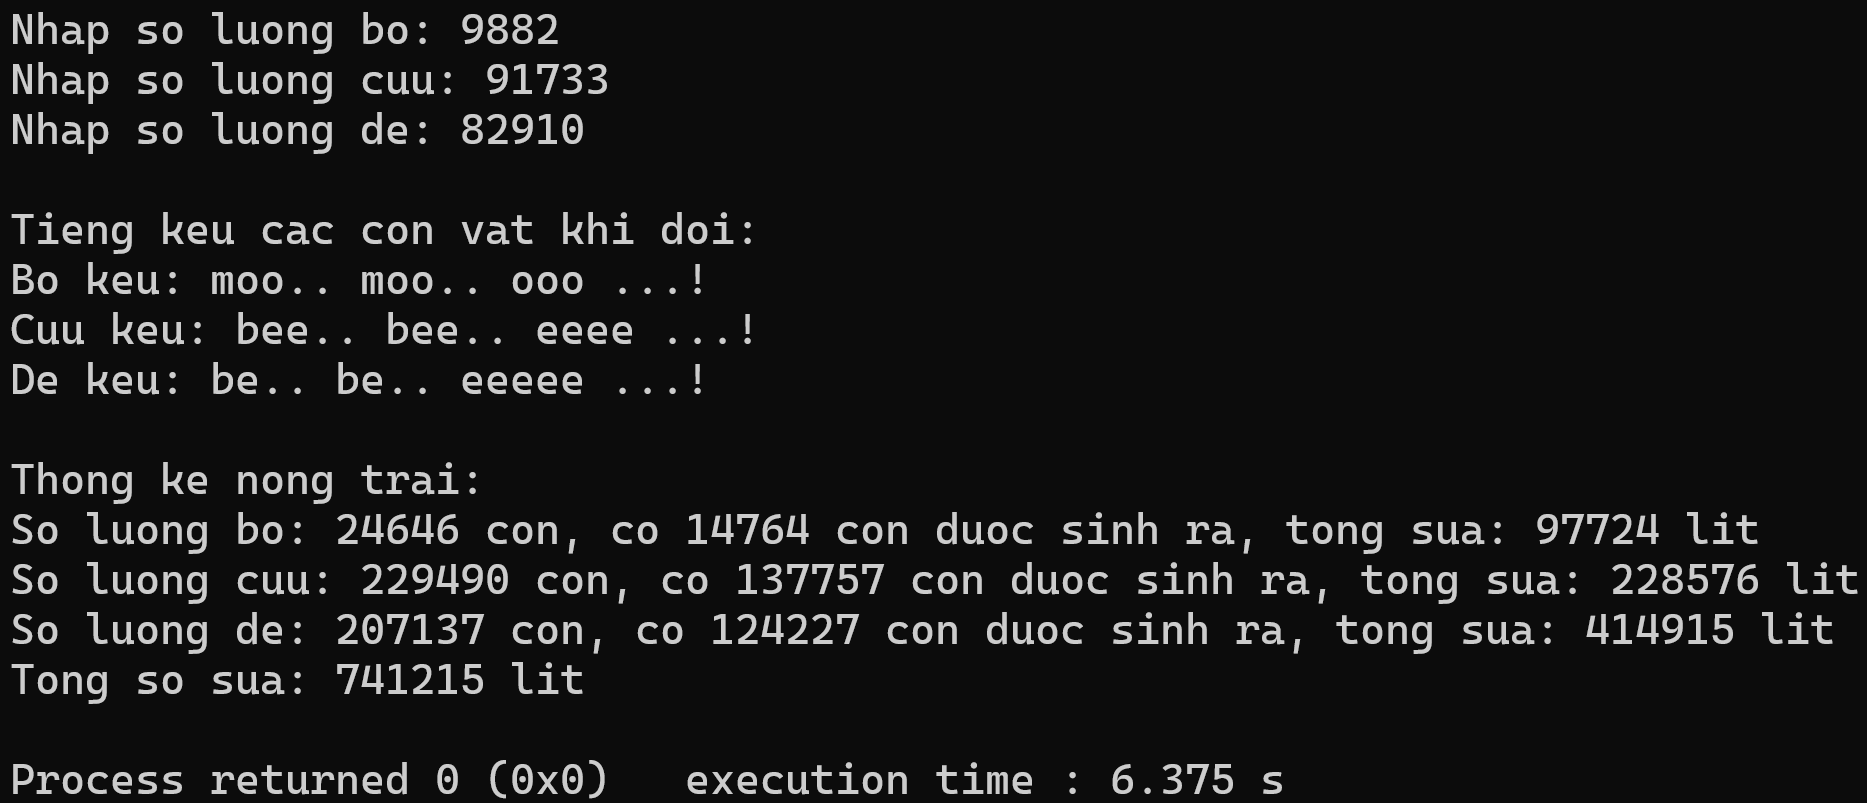 Nhap so luong bo: 9882
Nhap so luong cuu: 91733
Nhap so luong de: 82910
Tieng keu cac con vat khi doi:
Bo keu: moo.. moo.. ooo ...!
Cuu keu: bee.. bee.. eeee ...!
De keu: be.. be.. eeeee ...!
Thong ke nong trai:
So luong bo: 24646 con, co 14764 con duoc sinh ra, tong sua: 97724 lit
So luong cuu: 229490 con, co 137757 con duoc sinh ra, tong sua: 228576 lit
So luong de: 207137 con, co 124227 con duoc sinh ra, tong sua: 414915 lit
Tong so sua: 741215 lit
Process returned 0 (0x0)   execution time : 6.375 s